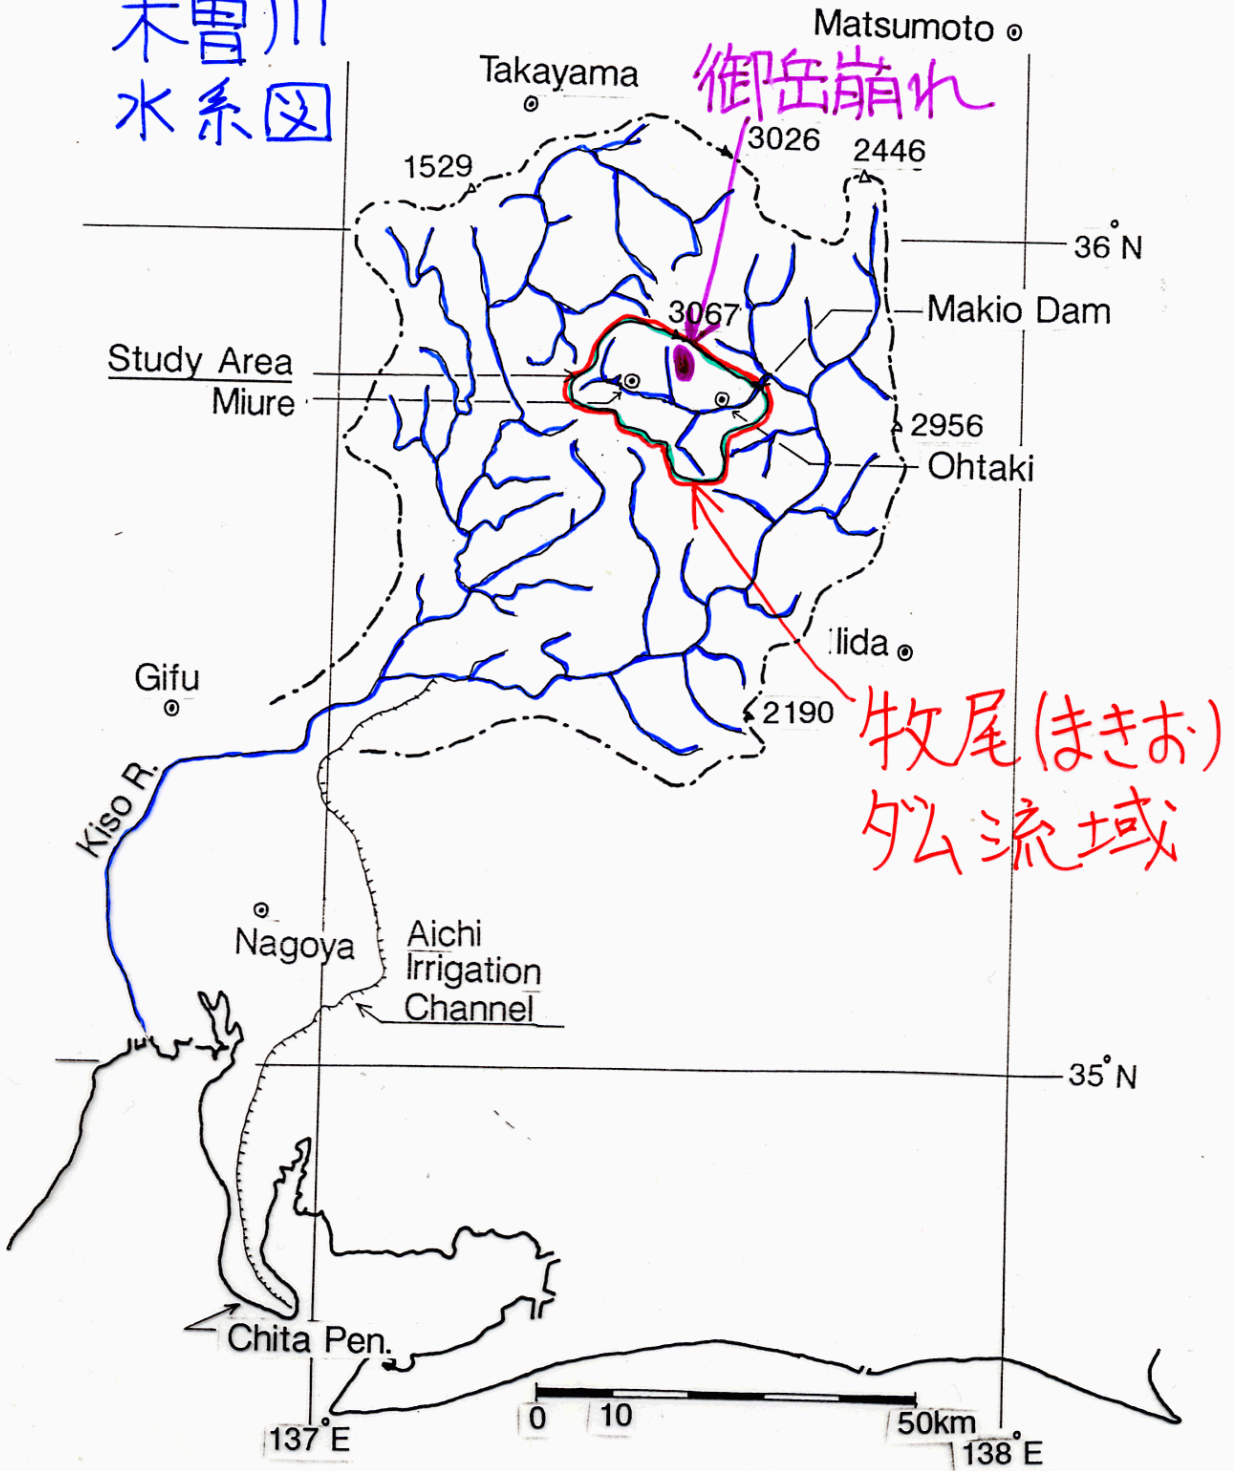 木曽川
水系図
Matsumoto
Takayama
御岳崩れ
3026
2446
1529
36°N
3067
Makio Dam
Study Area
Miure
2956
Ohtaki
Iida
Gifu
2190
牧尾(まきお)
ダム流域
Kiso R.
Nagoya
Aichi
Irrigation
Channel
35°N
Chita Pen.
0 10 50km
137°E
138°E